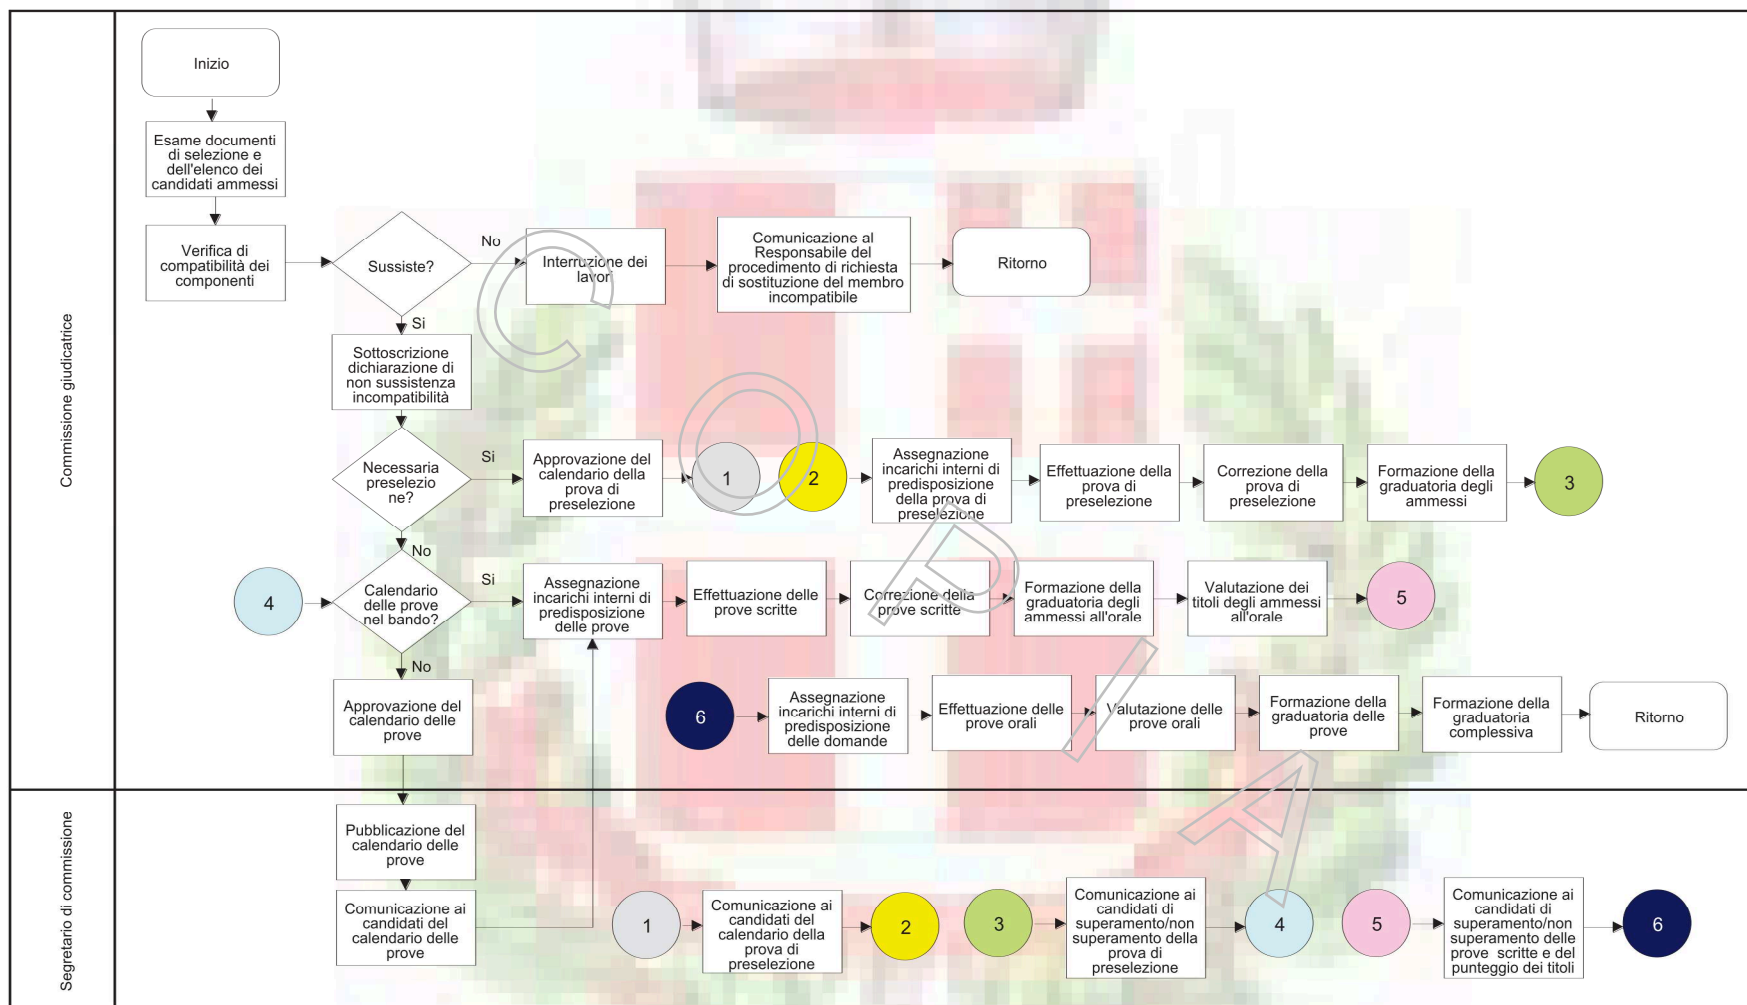 Commissione giudicatrice
Inizio
Esame documenti
di selezione e
dell'elenco dei
candidati ammessi
Verifica di
compatibilità dei
componenti
Sussiste?
No
Interruzione dei
lavori
Comunicazione al
Responsabile del
procedimento di richiesta
di sostituzione del membro
incompatibile
Ritorno
Si
Sottoscrizione
dichiarazione di
non sussistenza
incompatibilità
Necessaria
preselezio
ne?
Si
Approvazione del
calendario della
prova di
preselezione
1
2
Assegnazione
incarichi interni di
predisposizione
della prova di
preselezione
Effettuazione della
prova di
preselezione
Correzione della
prova di
preselezione
Formazione della
graduatoria degli
ammessi
3
No
4
Calendario
delle prove
nel bando?
Si
Assegnazione
incarichi interni di
predisposizione
delle prove
Effettuazione delle
prove scritte
Correzione della
prove scritte
Formazione della
graduatoria degli
ammessi all'orale
Valutazione dei
titoli degli ammessi
all'orale
5
No
Approvazione del
calendario delle
prove
6
Assegnazione
incarichi interni di
predisposizione
delle domande
Effettuazione delle
prove orali
Valutazione delle
prove orali
Formazione della
graduatoria delle
prove
Formazione della
graduatoria
complessiva
Ritorno
Segretario di commissione
Pubblicazione del
calendario delle
prove
Comunicazione ai
candidati del
calendario delle
prove
1
Comunicazione ai
candidati del
calendario della
prova di
preselezione
2
3
Comunicazione ai
candidati di
superamento/non
superamento della
prova di
preselezione
4
5
Comunicazione ai
candidati di
superamento/non
superamento delle
prove scritte e del
punteggio dei titoli
6
COPIA